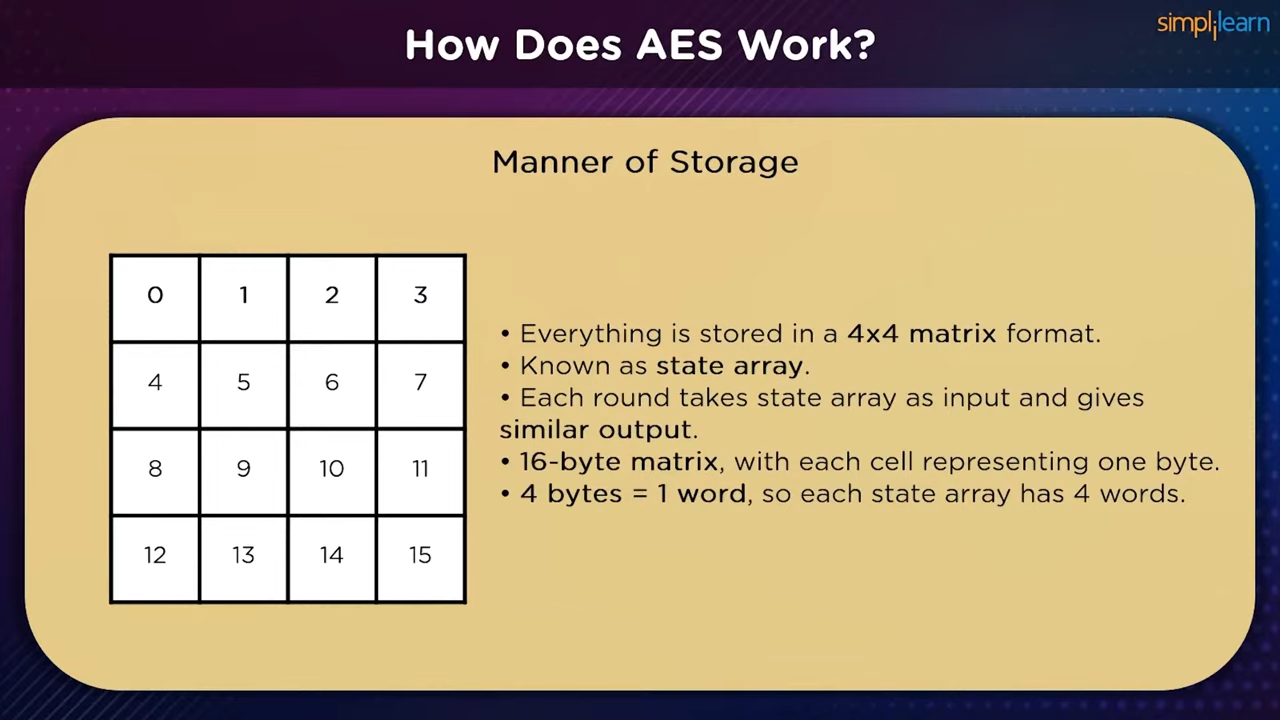 simplilearn
How Does AES Work?
Manner of Storage
0 1 2 3
4 5 6 7
8 9 10 11
12 13 14 15
• Everything is stored in a 4x4 matrix format.
• Known as state array.
• Each round takes state array as input and gives
similar output.
• 16-byte matrix, with each cell representing one byte.
• 4 bytes = 1 word, so each state array has 4 words.